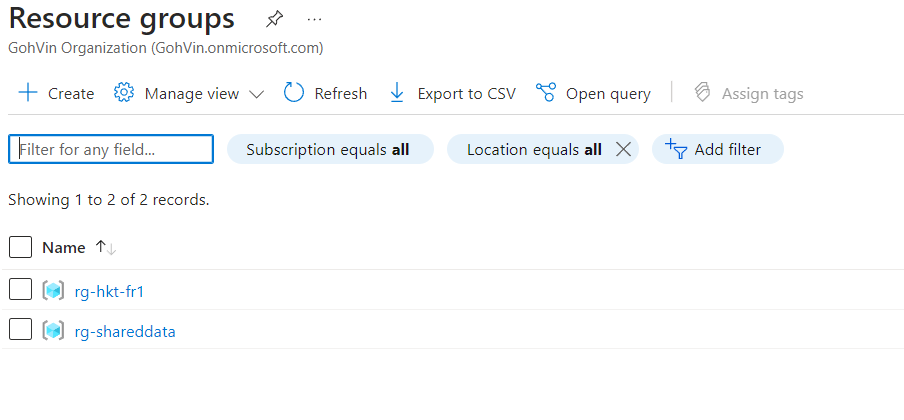 Resource groups
GohVin Organization (GohVin.onmicrosoft.com)
Create Manage view Refresh Export to CSV Open query Assign tags
Filter for any field... Subscription equals all Location equals all Add filter
Showing 1 to 2 of 2 records.
Name
rg-hkt-fr1
rg-shareddata